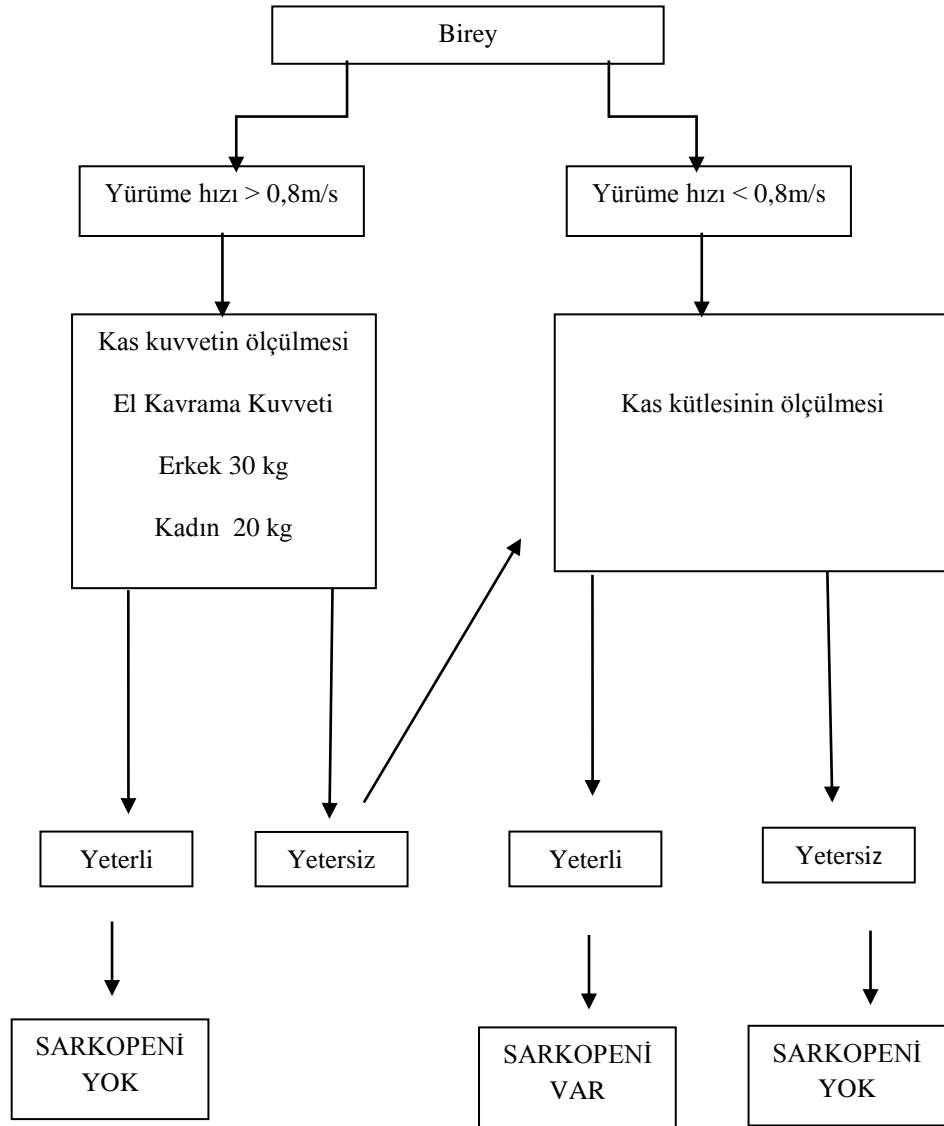 Birey
Yürüme hızı > 0,8m/s
Yürüme hızı < 0,8m/s
Kas kuvvetin ölçülmesi
El Kavrama Kuvveti
Erkek 30 kg
Kadın 20 kg
Kas kütlesinin ölçülmesi
Yeterli
Yetersiz
Yeterli
Yetersiz
SARKOPENİ
YOK
SARKOPENİ
VAR
SARKOPENİ
YOK